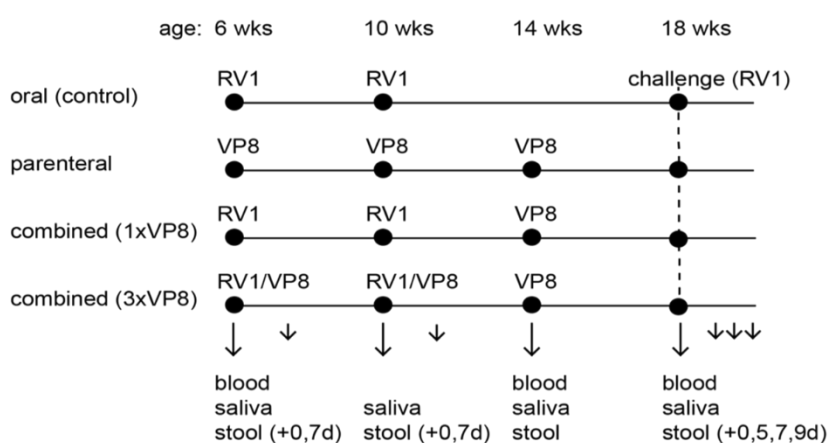 age: 6 wks 10 wks 14 wks 18 wks
RV1 RV1 challenge (RV1)
oral (control)
VP8 VP8 VP8
parenteral
RV1 RV1 VP8
combined (1xVP8)
RV1/VP8 RV1/VP8 VP8
combined (3xVP8)
blood blood blood
saliva saliva saliva saliva
stool (+0,7d) stool (+0,7d) stool stool (+0,5,7,9d)